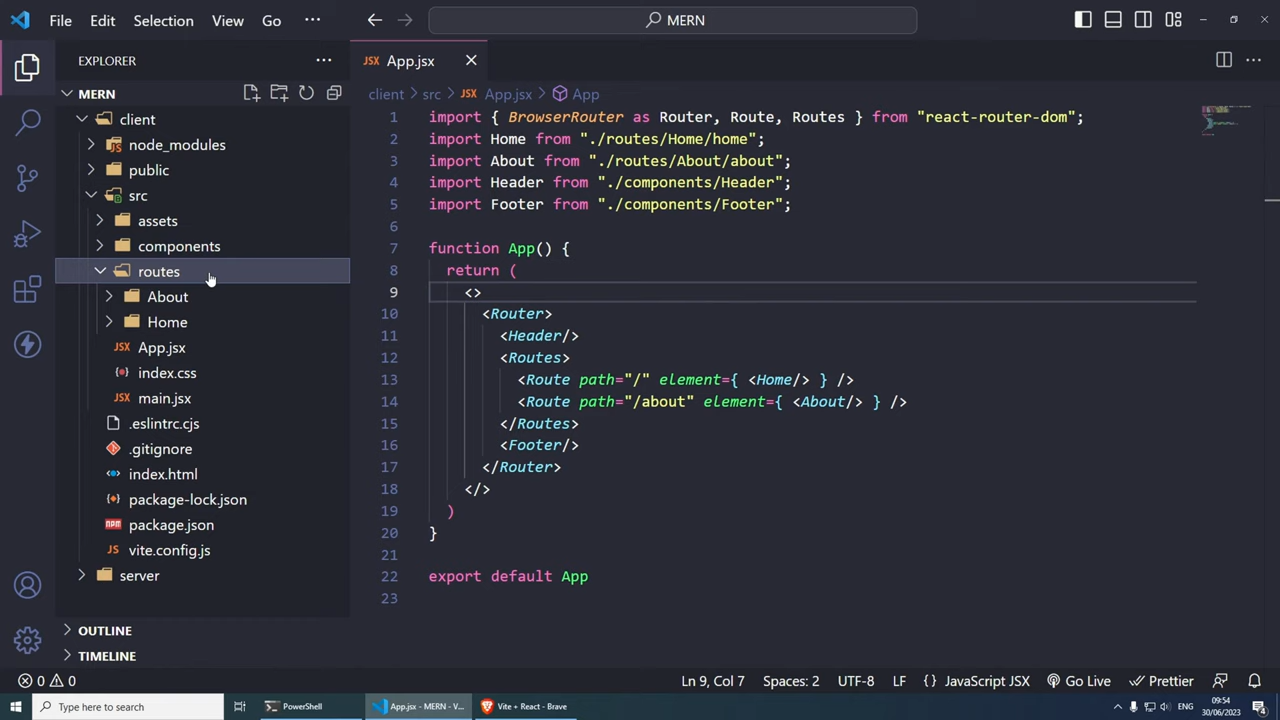 File Edit Selection View Go ··· MERN
EXPLORER ···
MERN
client
node_modules
public
src
assets
components
routes
About
Home
JSX App.jsx
index.css
JSX main.jsx
.eslintrc.cjs
.gitignore
index.html
package-lock.json
package.json
JS vite.config.js
server
OUTLINE
TIMELINE
JSX App.jsx
client > src > JSX App.jsx > App
1 import { BrowserRouter as Router, Route, Routes } from "react-router-dom";
2 import Home from "./routes/Home/home";
3 import About from "./routes/About/about";
4 import Header from "./components/Header";
5 import Footer from "./components/Footer";
6
7 function App() {
8 return (
9 <>
10 <Router>
11 <Header/>
12 <Routes>
13 <Route path="/" element={ <Home/> } />
14 <Route path="/about" element={ <About/> } />
15 </Routes>
16 <Footer/>
17 </Router>
18 </>
19 )
20 }
21
22 export default App
23
0 0 Ln 9, Col 7 Spaces: 2 UTF-8 LF {} JavaScript JSX Go Live Prettier
Type here to search PowerShell App.jsx - MERN - V... Vite + React - Brave ENG 09:54
30/06/2023